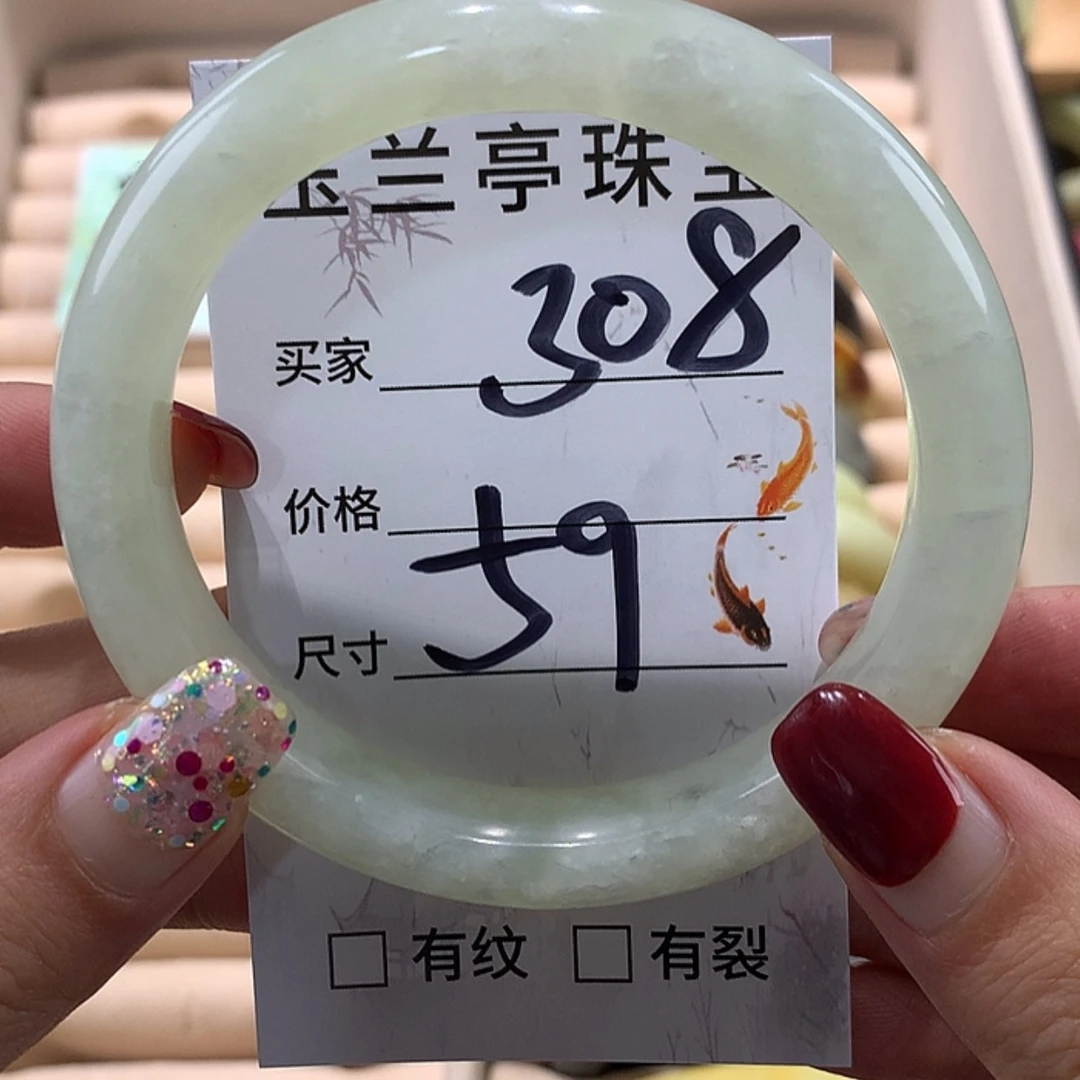 玉兰亭珠宝
买家 308
价格 59
尺寸
有纹 有裂